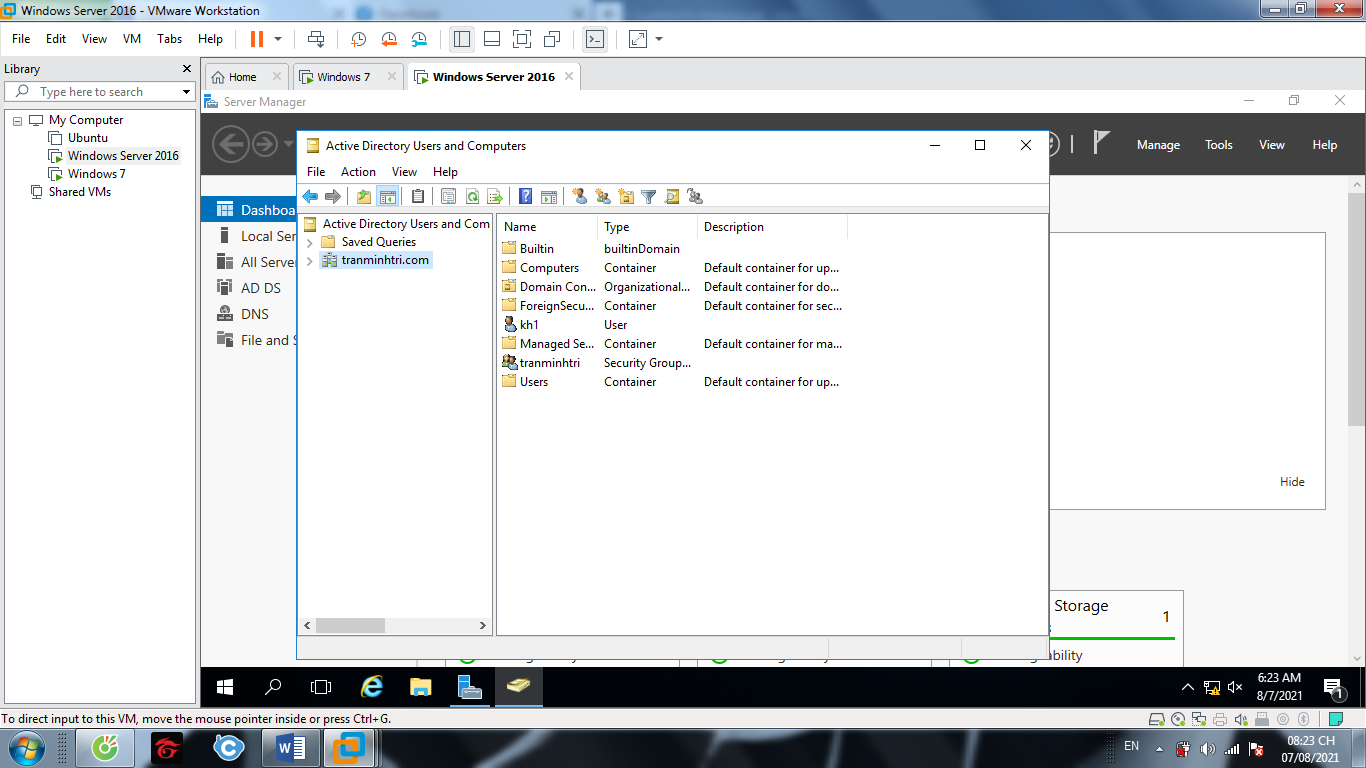 Windows Server 2016 - VMware Workstation
File Edit View VM Tabs Help
Library
Type here to search
My Computer
Ubuntu
Windows Server 2016
Windows 7
Shared VMs
Home Windows 7 Windows Server 2016
Server Manager
Manage Tools View Help
Dashboa
Local Ser
All Server
AD DS
DNS
File and S
Active Directory Users and Computers
File Action View Help
Active Directory Users and Com
Saved Queries
tranminhtri.com
Name Type Description
Builtin builtinDomain
Computers Container Default container for up...
Domain Con... Organizational... Default container for do...
ForeignSecu... Container Default container for sec...
kh1 User
Managed Se... Container Default container for ma...
tranminhtri Security Group...
Users Container Default container for up...
Hide
Storage
1
ability
6:23 AM
8/7/2021
1
To direct input to this VM, move the mouse pointer inside or press Ctrl+G.
EN
08:23 CH
07/08/2021